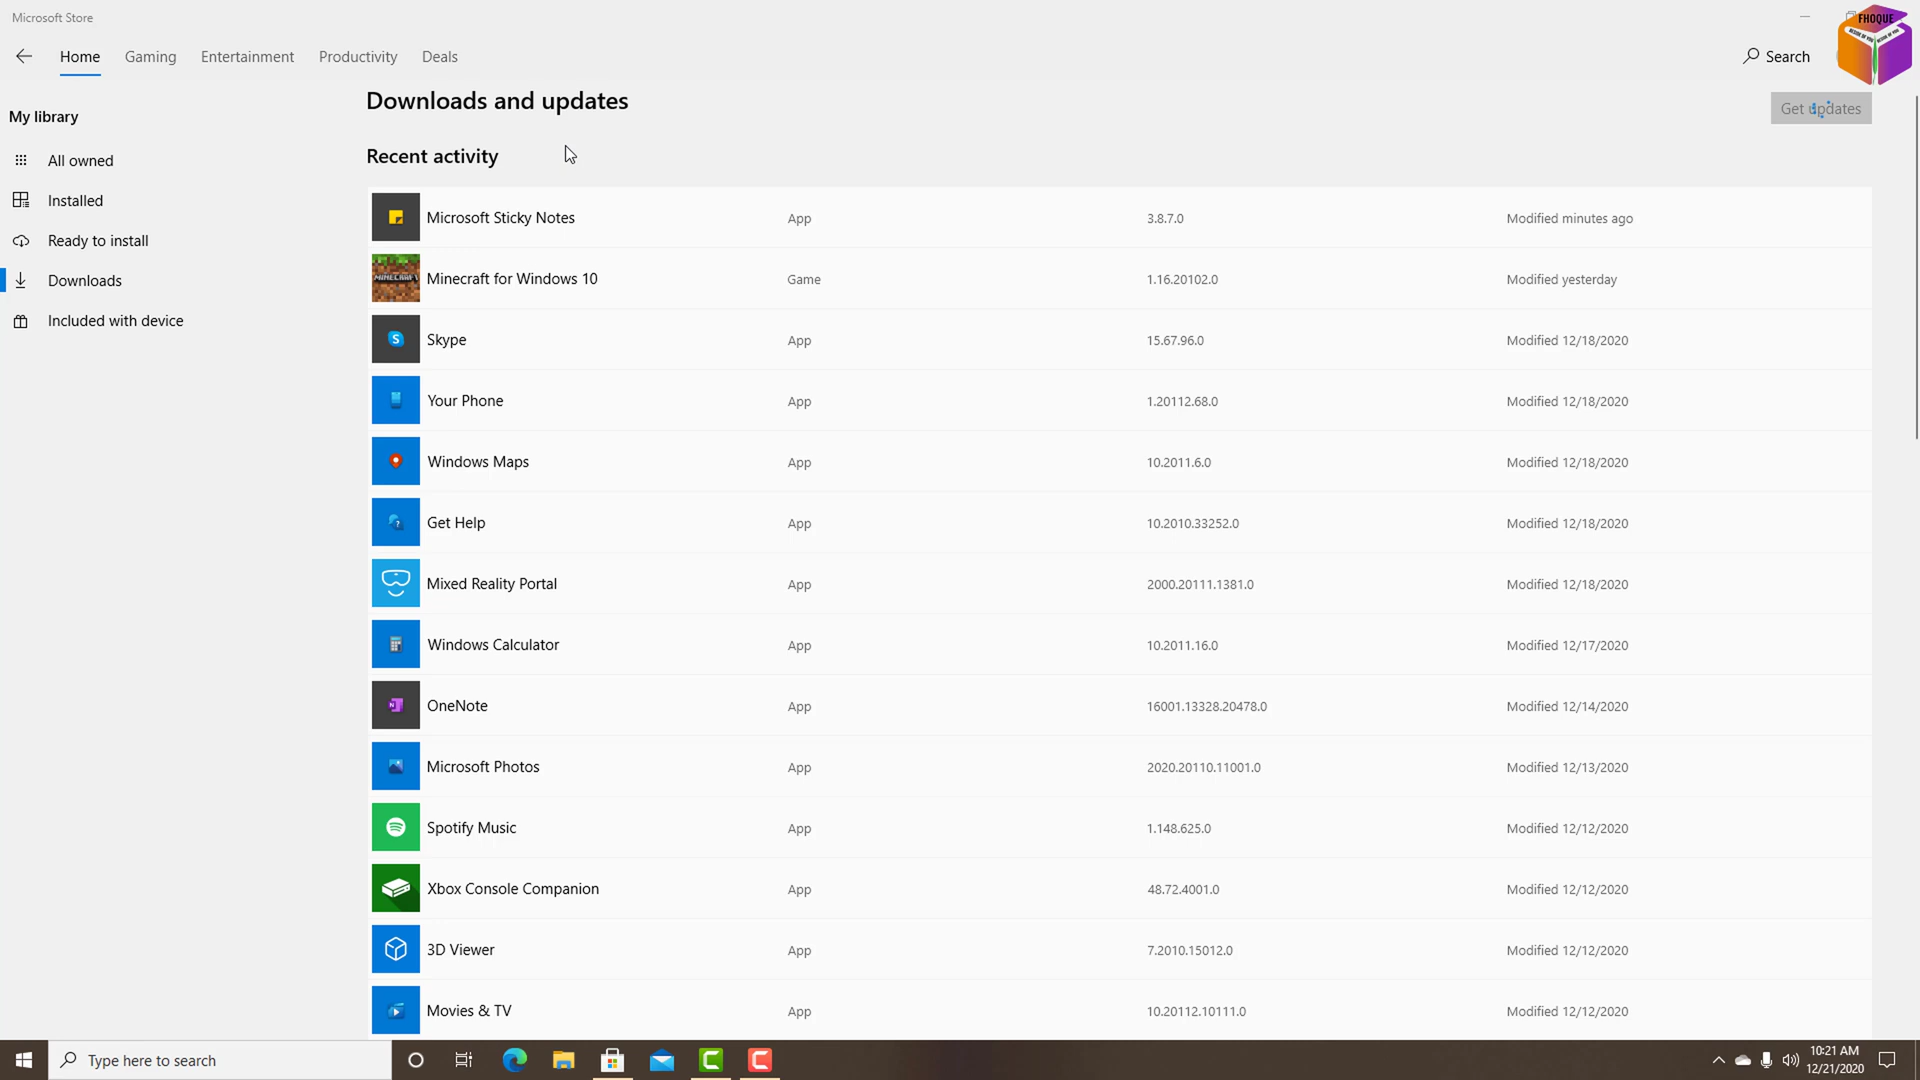 Microsoft Store
Home Gaming Entertainment Productivity Deals Search
FHOQUE
My library
All owned
Installed
Ready to install
Downloads
Included with device
Downloads and updates
Get updates
Recent activity
Microsoft Sticky Notes App 3.8.7.0 Modified minutes ago
Minecraft for Windows 10 Game 1.16.20102.0 Modified yesterday
Skype App 15.67.96.0 Modified 12/18/2020
Your Phone App 1.20112.68.0 Modified 12/18/2020
Windows Maps App 10.2011.6.0 Modified 12/18/2020
Get Help App 10.2010.33252.0 Modified 12/18/2020
Mixed Reality Portal App 2000.20111.1381.0 Modified 12/18/2020
Windows Calculator App 10.2011.16.0 Modified 12/17/2020
OneNote App 16001.13328.20478.0 Modified 12/14/2020
Microsoft Photos App 2020.20110.11001.0 Modified 12/13/2020
Spotify Music App 1.148.625.0 Modified 12/12/2020
Xbox Console Companion App 48.72.4001.0 Modified 12/12/2020
3D Viewer App 7.2010.15012.0 Modified 12/12/2020
Movies & TV App 10.20112.10111.0 Modified 12/12/2020
Type here to search
10:21 AM
12/21/2020